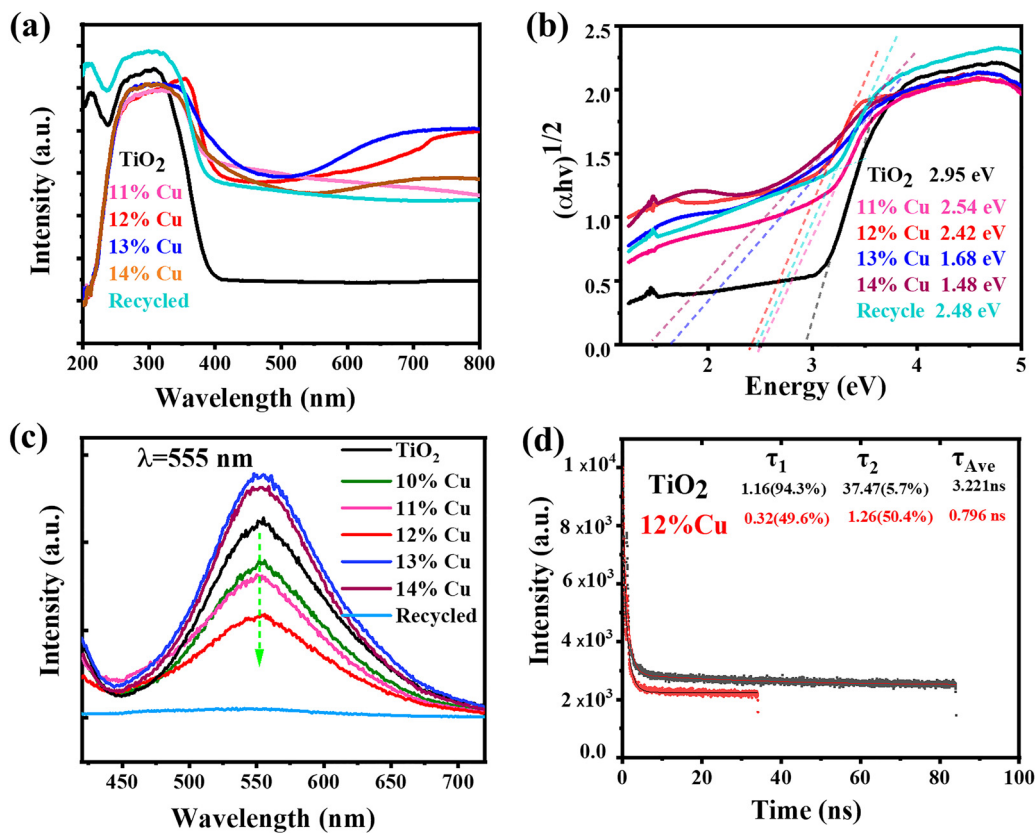 (a)
Intensity (a.u.)
TiO2
11% Cu
12% Cu
13% Cu
14% Cu
Recycled
200 300 400 500 600 700 800
Wavelength (nm)
(b)
(αhν)1/2
2.5
2.0
1.5
1.0
0.5
0.0
TiO2 2.95 eV
11% Cu 2.54 eV
12% Cu 2.42 eV
13% Cu 1.68 eV
14% Cu 1.48 eV
Recycle 2.48 eV
2 3 4 5
Energy (eV)
(c)
λ=555 nm
Intensity (a.u.)
TiO2
10% Cu
11% Cu
12% Cu
13% Cu
14% Cu
Recycled
450 500 550 600 650 700
Wavelength (nm)
(d)
Intensity (a.u.)
1 x10^4
8 x10^3
6 x10^3
4 x10^3
2 x10^3
0.0
τ1 τ2 τAve
TiO2 1.16(94.3%) 37.47(5.7%) 3.221ns
12%Cu 0.32(49.6%) 1.26(50.4%) 0.796 ns
0 20 40 60 80 100
Time (ns)